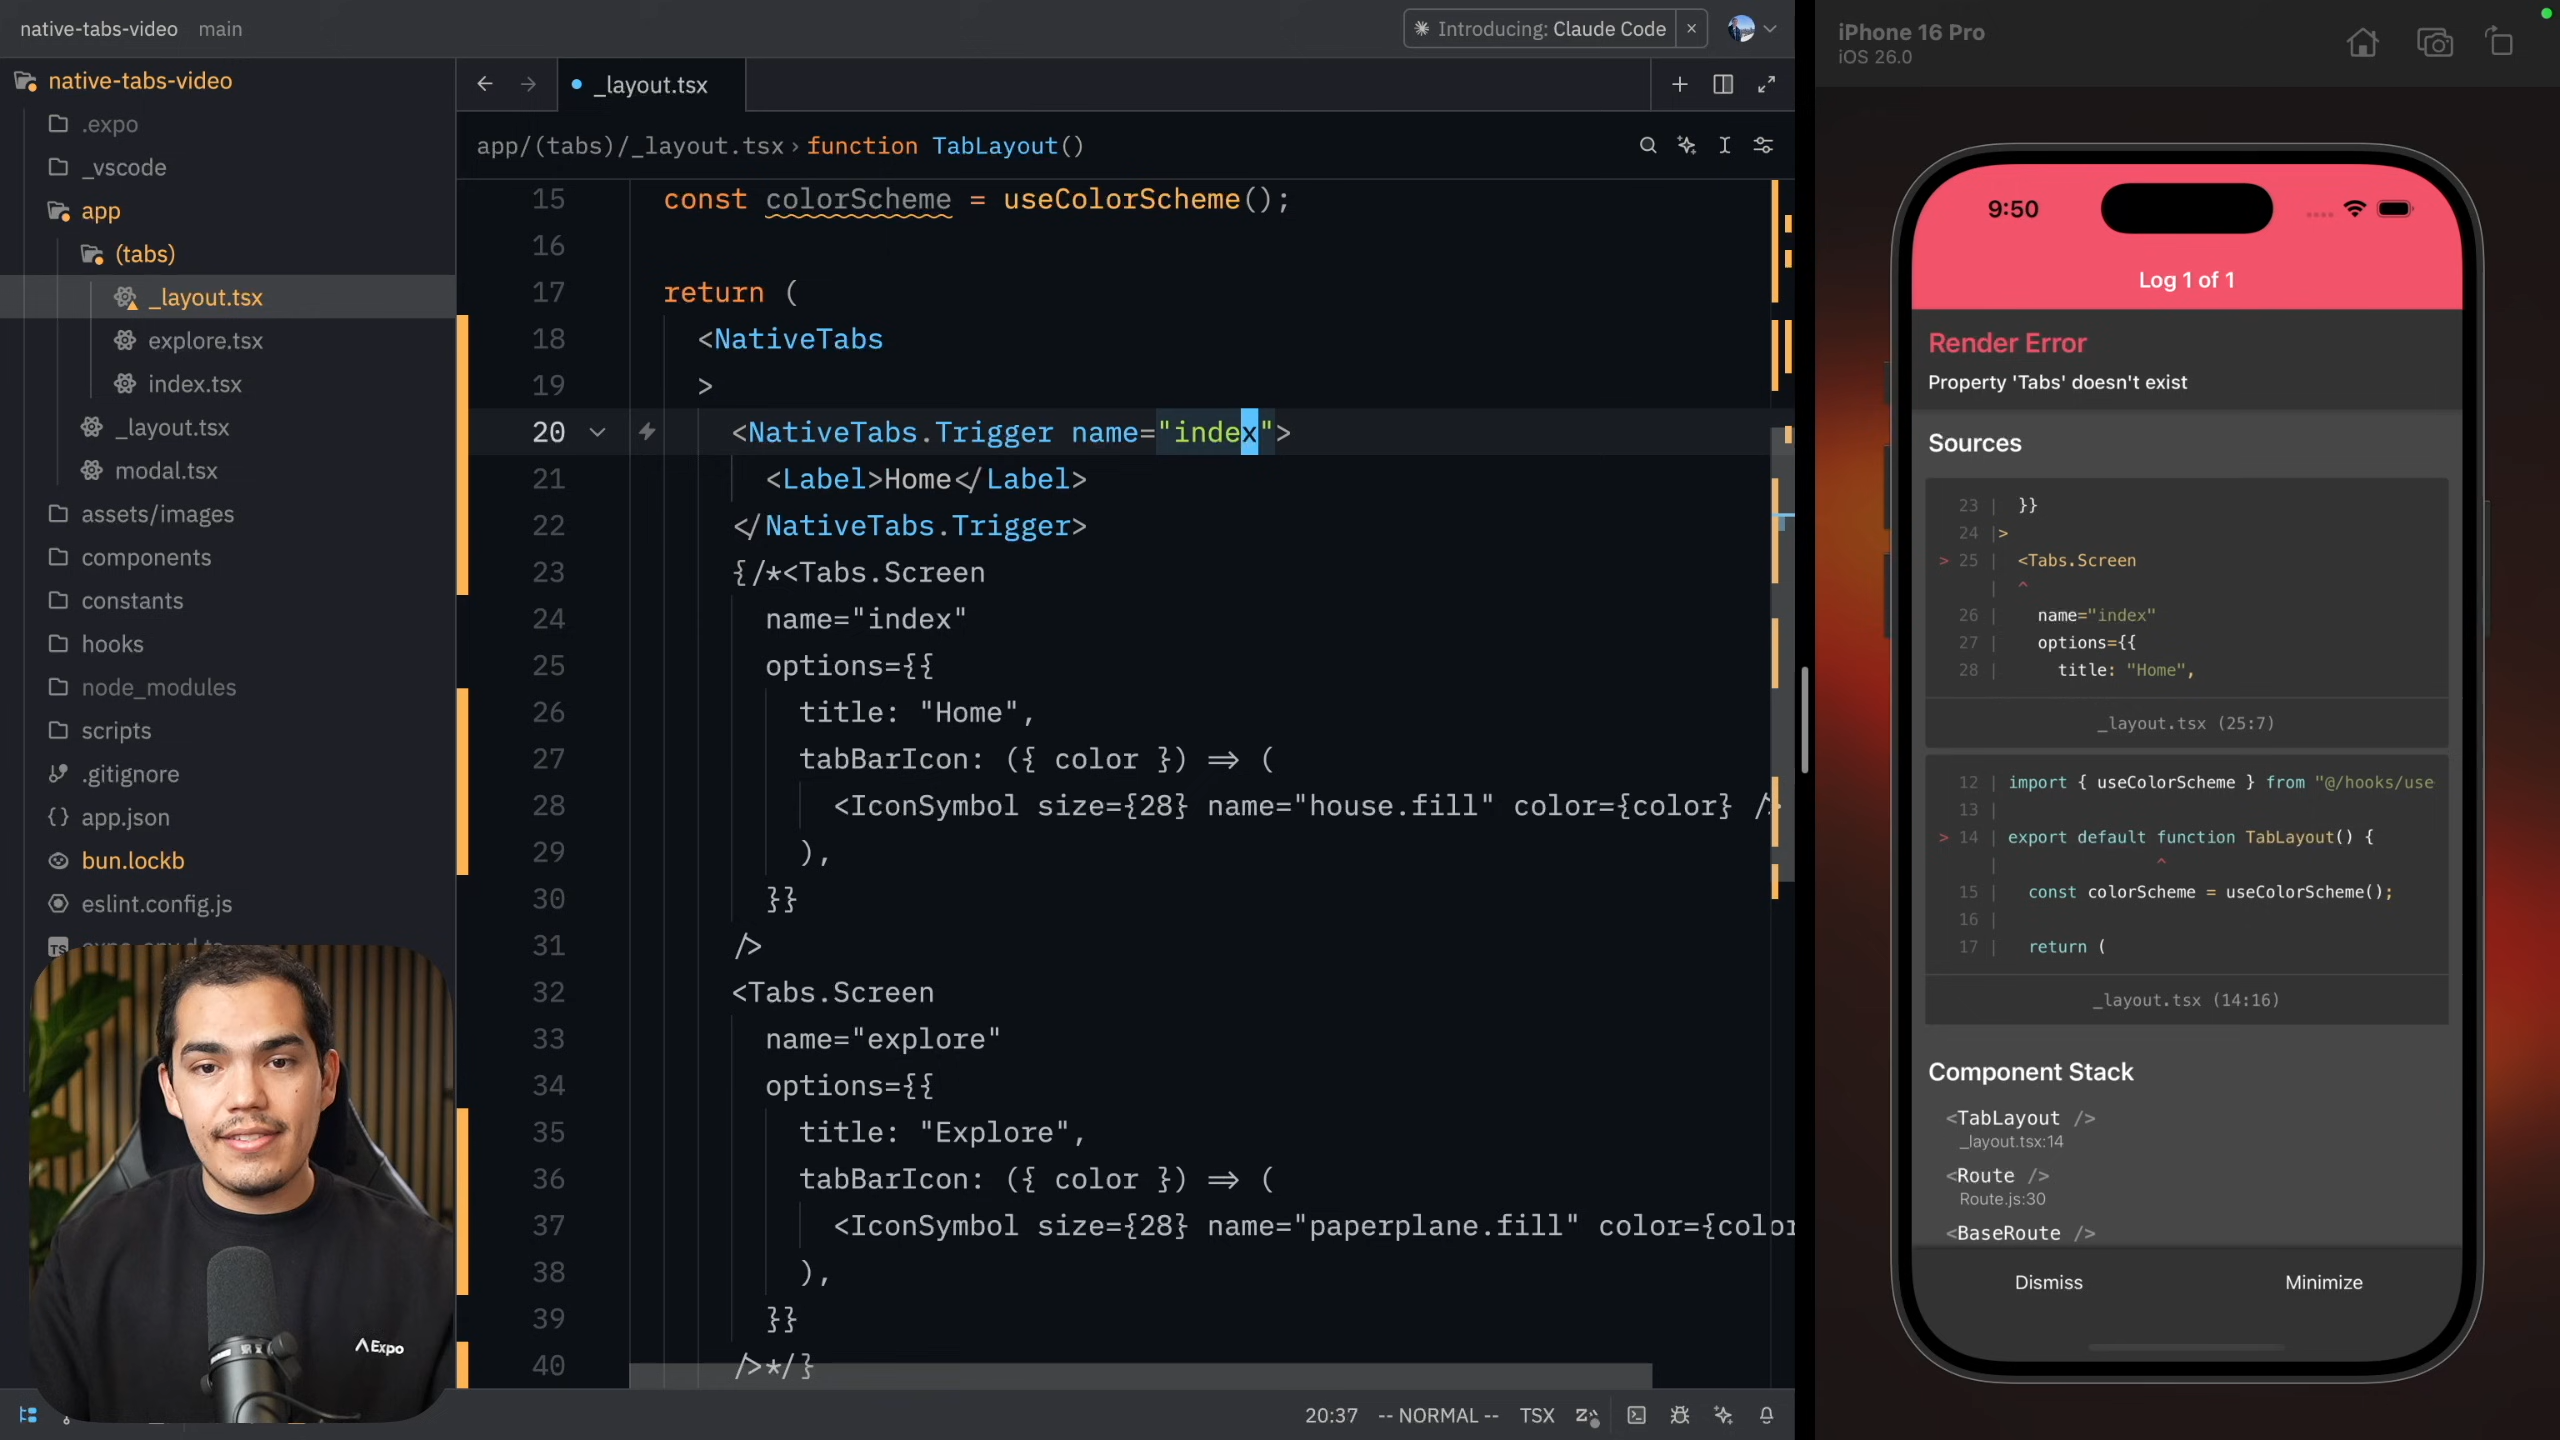 native-tabs-video main
Introducing: Claude Code
native-tabs-video
.expo
_vscode
app
(tabs)
_layout.tsx
explore.tsx
index.tsx
_layout.tsx
modal.tsx
assets/images
components
constants
hooks
node_modules
scripts
.gitignore
app.json
bun.lockb
eslint.config.js
TS
Expo
_layout.tsx
app/(tabs)/_layout.tsx › function TabLayout()
15 const colorScheme = useColorScheme();
16
17 return (
18 <NativeTabs
19 >
20 <NativeTabs.Trigger name="index">
21 <Label>Home</Label>
22 </NativeTabs.Trigger>
23 {/*<Tabs.Screen
24 name="index"
25 options={{
26 title: "Home",
27 tabBarIcon: ({ color }) => (
28 <IconSymbol size={28} name="house.fill" color={color} />
29 ),
30 }}
31 />
32 <Tabs.Screen
33 name="explore"
34 options={{
35 title: "Explore",
36 tabBarIcon: ({ color }) => (
37 <IconSymbol size={28} name="paperplane.fill" color={color
38 ),
39 }}
40 />*/}
20:37 -- NORMAL -- TSX
iPhone 16 Pro
iOS 26.0
9:50
Log 1 of 1
Render Error
Property 'Tabs' doesn't exist
Sources
23 | }}
24 | >
> 25 | <Tabs.Screen
| ^
26 | name="index"
27 | options={{
28 | title: "Home",
_layout.tsx (25:7)
12 | import { useColorScheme } from "@/hooks/use
13 |
> 14 | export default function TabLayout() {
| ^
15 | const colorScheme = useColorScheme();
16 |
17 | return (
_layout.tsx (14:16)
Component Stack
<TabLayout />
_layout.tsx:14
<Route />
Route.js:30
<BaseRoute />
Dismiss Minimize